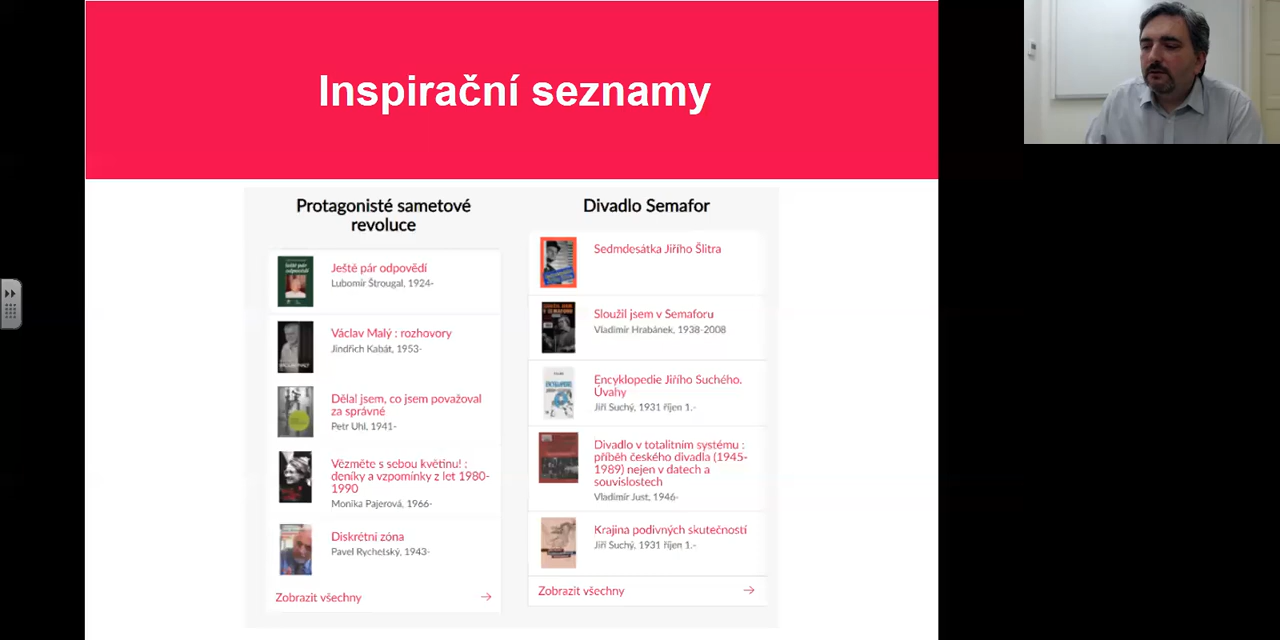 Inspirační seznamy
Protagonisté sametové
revoluce
Ještě pár odpovědí
Lubomír Štrougal, 1924-
Václav Malý : rozhovory
Jindřich Kabát, 1953-
Dělal jsem, co jsem považoval
za správné
Petr Uhl, 1941-
Vezměte s sebou květinu! :
deníky a vzpomínky z let 1980-
1990
Monika Pajerová, 1966-
Diskrétní zóna
Pavel Rychetský, 1943-
Zobrazit všechny
Divadlo Semafor
Sedmdesátka Jiřího Šlitra
Sloužil jsem v Semaforu
Vladimír Hrabánek, 1938-2008
Encyklopedie Jiřího Suchého.
Úvahy
Jiří Suchý, 1931 říjen 1.-
Divadlo v totalitním systému :
příběh českého divadla (1945-
1989) nejen v datech a
souvislostech
Vladimír Just, 1946-
Krajina podivných skutečností
Jiří Suchý, 1931 říjen 1.-
Zobrazit všechny